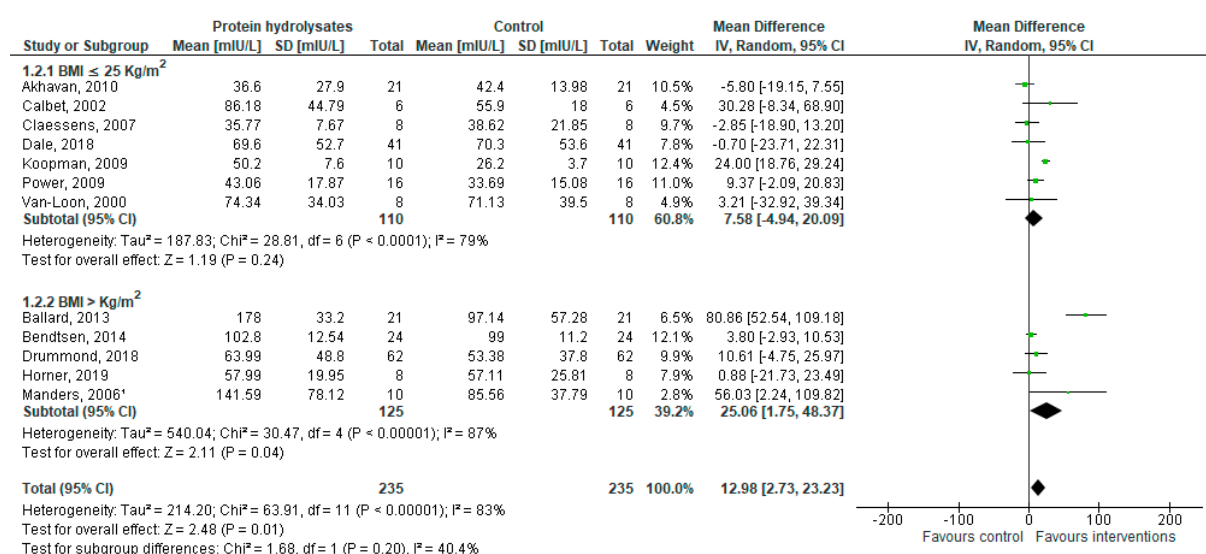 Protein hydrolysates Control Mean Difference Mean Difference
Study or Subgroup Mean [mIU/L] SD [mIU/L] Total Mean [mIU/L] SD [mIU/L] Total Weight IV, Random, 95% CI IV, Random, 95% CI
1.2.1 BMI ≤ 25 Kg/m²
Akhavan, 2010 36.6 27.9 21 42.4 13.98 21 10.5% -5.80 [-19.15, 7.55]
Calbet, 2002 86.18 44.79 6 55.9 18 6 4.5% 30.28 [-8.34, 68.90]
Claessens, 2007 35.77 7.67 8 38.62 21.85 8 9.7% -2.85 [-18.90, 13.20]
Dale, 2018 69.6 52.7 41 70.3 53.6 41 7.8% -0.70 [-23.71, 22.31]
Koopman, 2009 50.2 7.6 10 26.2 3.7 10 12.4% 24.00 [18.76, 29.24]
Power, 2009 43.06 17.87 16 33.69 15.08 16 11.0% 9.37 [-2.09, 20.83]
Van-Loon, 2000 74.34 34.03 8 71.13 39.5 8 4.9% 3.21 [-32.92, 39.34]
Subtotal (95% CI) 110 110 60.8% 7.58 [-4.94, 20.09]
Heterogeneity: Tau² = 187.83; Chi² = 28.81, df = 6 (P < 0.0001); I² = 79%
Test for overall effect: Z = 1.19 (P = 0.24)
1.2.2 BMI > Kg/m²
Ballard, 2013 178 33.2 21 97.14 57.28 21 6.5% 80.86 [52.54, 109.18]
Bendtsen, 2014 102.8 12.54 24 99 11.2 24 12.1% 3.80 [-2.93, 10.53]
Drummond, 2018 63.99 48.8 62 53.38 37.8 62 9.9% 10.61 [-4.75, 25.97]
Horner, 2019 57.99 19.95 8 57.11 25.81 8 7.9% 0.88 [-21.73, 23.49]
Manders, 2006¹ 141.59 78.12 10 85.56 37.79 10 2.8% 56.03 [2.24, 109.82]
Subtotal (95% CI) 125 125 39.2% 25.06 [1.75, 48.37]
Heterogeneity: Tau² = 540.04; Chi² = 30.47, df = 4 (P < 0.00001); I² = 87%
Test for overall effect: Z = 2.11 (P = 0.04)
Total (95% CI) 235 235 100.0% 12.98 [2.73, 23.23]
Heterogeneity: Tau² = 214.20; Chi² = 63.91, df = 11 (P < 0.00001); I² = 83%
Test for overall effect: Z = 2.48 (P = 0.01)
Test for subgroup differences: Chi² = 1.68, df = 1 (P = 0.20), I² = 40.4%
-200 -100 0 100 200
Favours control Favours interventions